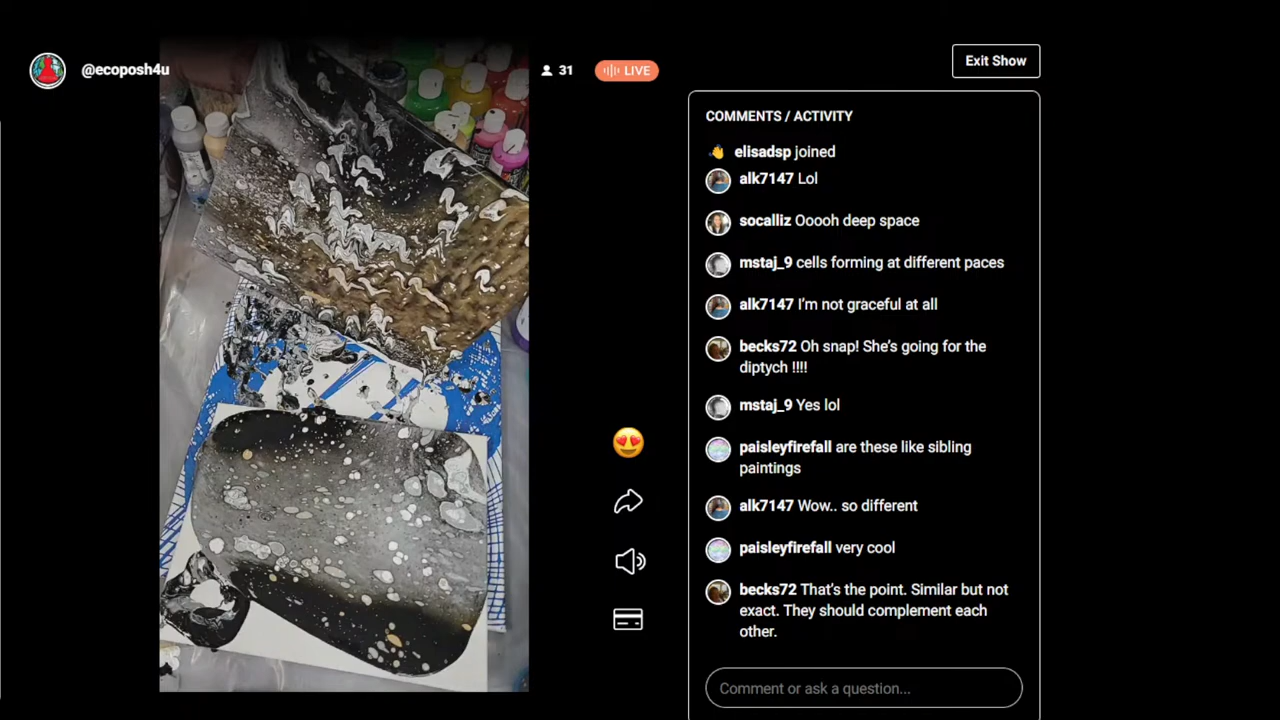 @ecoposh4u
31
LIVE
Exit Show
COMMENTS / ACTIVITY
elisadsp joined
alk7147 Lol
socalliz Ooooh deep space
mstaj_9 cells forming at different paces
alk7147 I’m not graceful at all
becks72 Oh snap! She’s going for the
diptych !!!!
mstaj_9 Yes lol
paisleyfirefall are these like sibling
paintings
alk7147 Wow.. so different
paisleyfirefall very cool
becks72 That’s the point. Similar but not
exact. They should complement each
other.
Comment or ask a question...